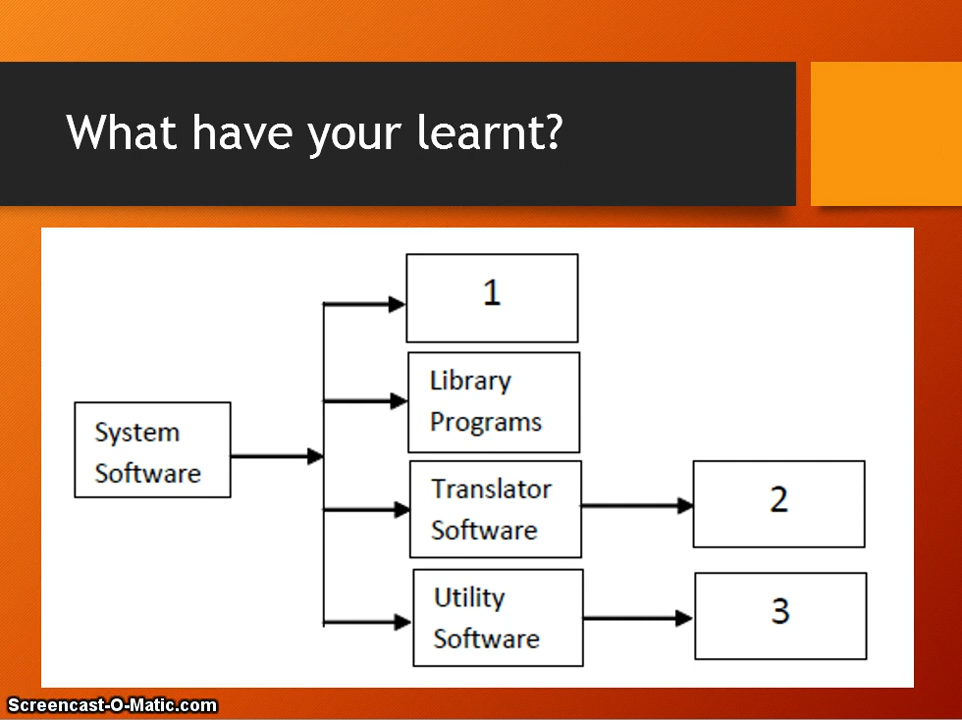 What have your learnt?
1
Library
Programs
System
Software
Translator
Software
2
Utility
Software
3
Screencast-O-Matic.com